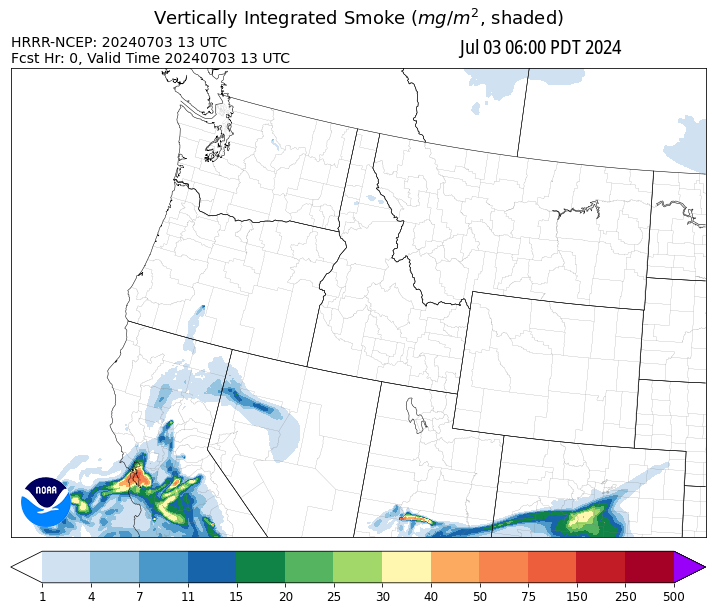 Vertically Integrated Smoke (mg/m², shaded)
HRRR-NCEP: 20240703 13 UTC
Jul 03 06:00 PDT 2024
Fcst Hr: 0, Valid Time 20240703 13 UTC
NOAA
1 4 7 11 15 20 25 30 40 50 75 150 250 500